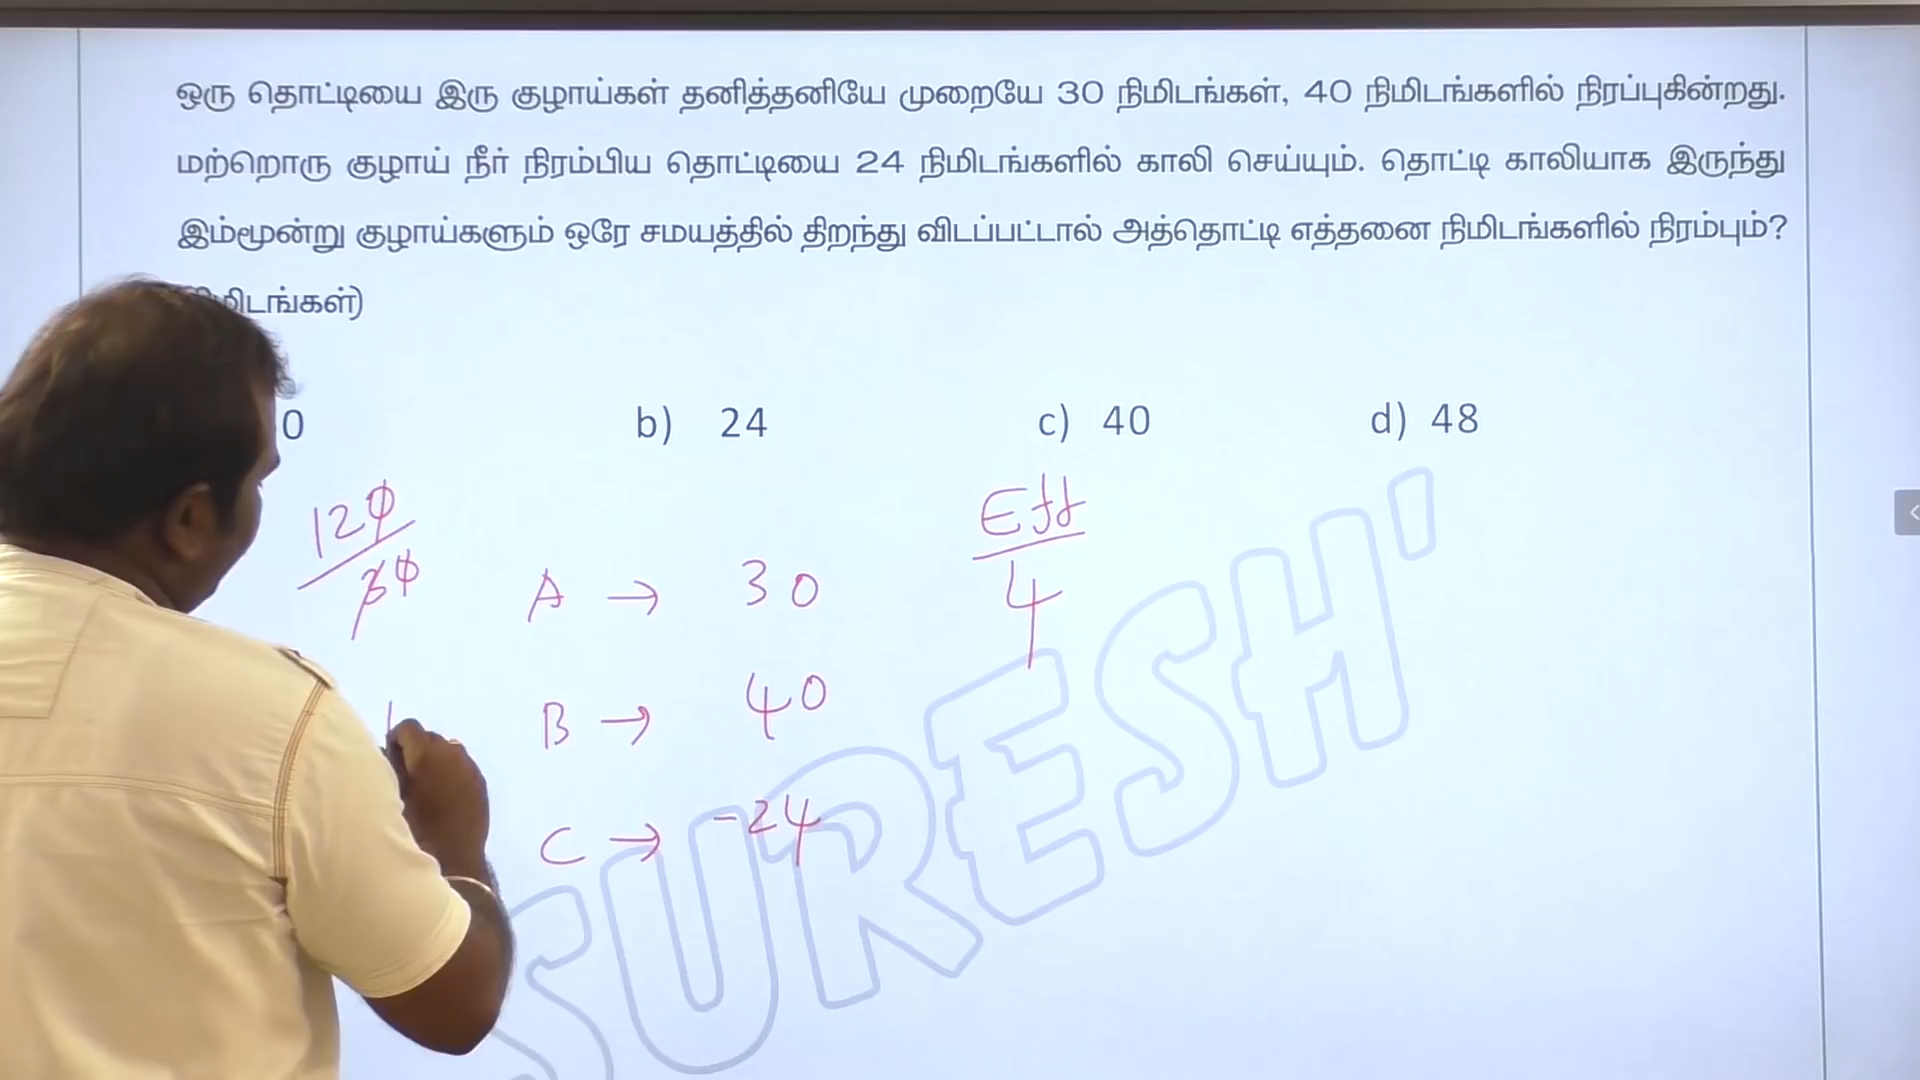 ஒரு தொட்டியை இரு குழாய்கள் தனித்தனியே முறையே 30 நிமிடங்கள், 40 நிமிடங்களில் நிரப்புகின்றது.
மற்றொரு குழாய் நீர் நிரம்பிய தொட்டியை 24 நிமிடங்களில் காலி செய்யும். தொட்டி காலியாக இருந்து
இம்மூன்று குழாய்களும் ஒரே சமயத்தில் திறந்து விடப்பட்டால் அத்தொட்டி எத்தனை நிமிடங்களில் நிரம்பும்?
0 b) 24 c) 40 d) 48
120
30
Eff
A → 30 4
B → 40
C → -24
SURESH'